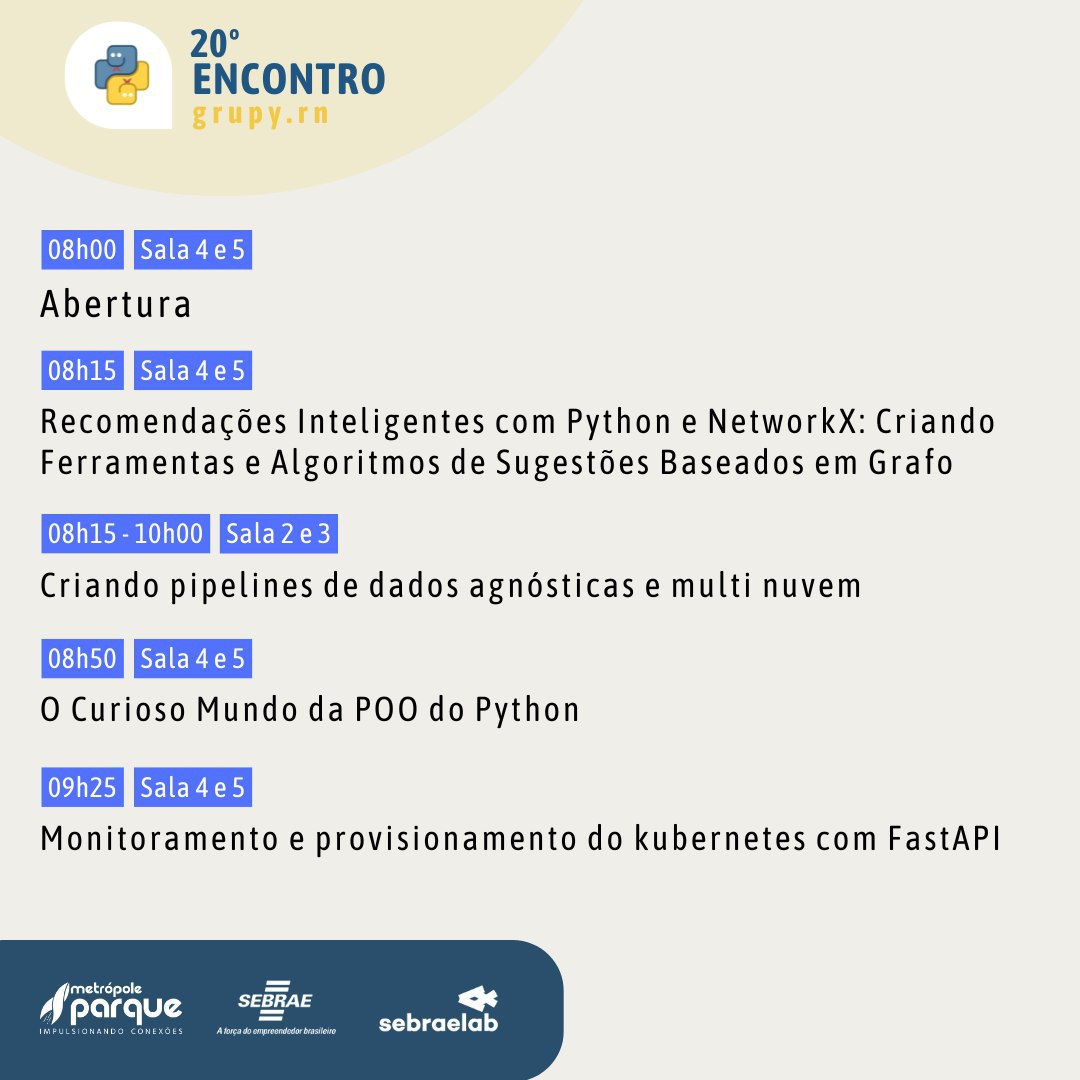 20º
ENCONTRO
grupy.rn
08h00 Sala 4 e 5
Abertura
08h15 Sala 4 e 5
Recomendações Inteligentes com Python e NetworkX: Criando
Ferramentas e Algoritmos de Sugestões Baseados em Grafo
08h15 - 10h00 Sala 2 e 3
Criando pipelines de dados agnósticas e multi nuvem
08h50 Sala 4 e 5
O Curioso Mundo da POO do Python
09h25 Sala 4 e 5
Monitoramento e provisionamento do kubernetes com FastAPI
metrópole
parque
IMPULSIONANDO CONEXÕES
SEBRAE
A força do empreendedor brasileiro
sebraelab